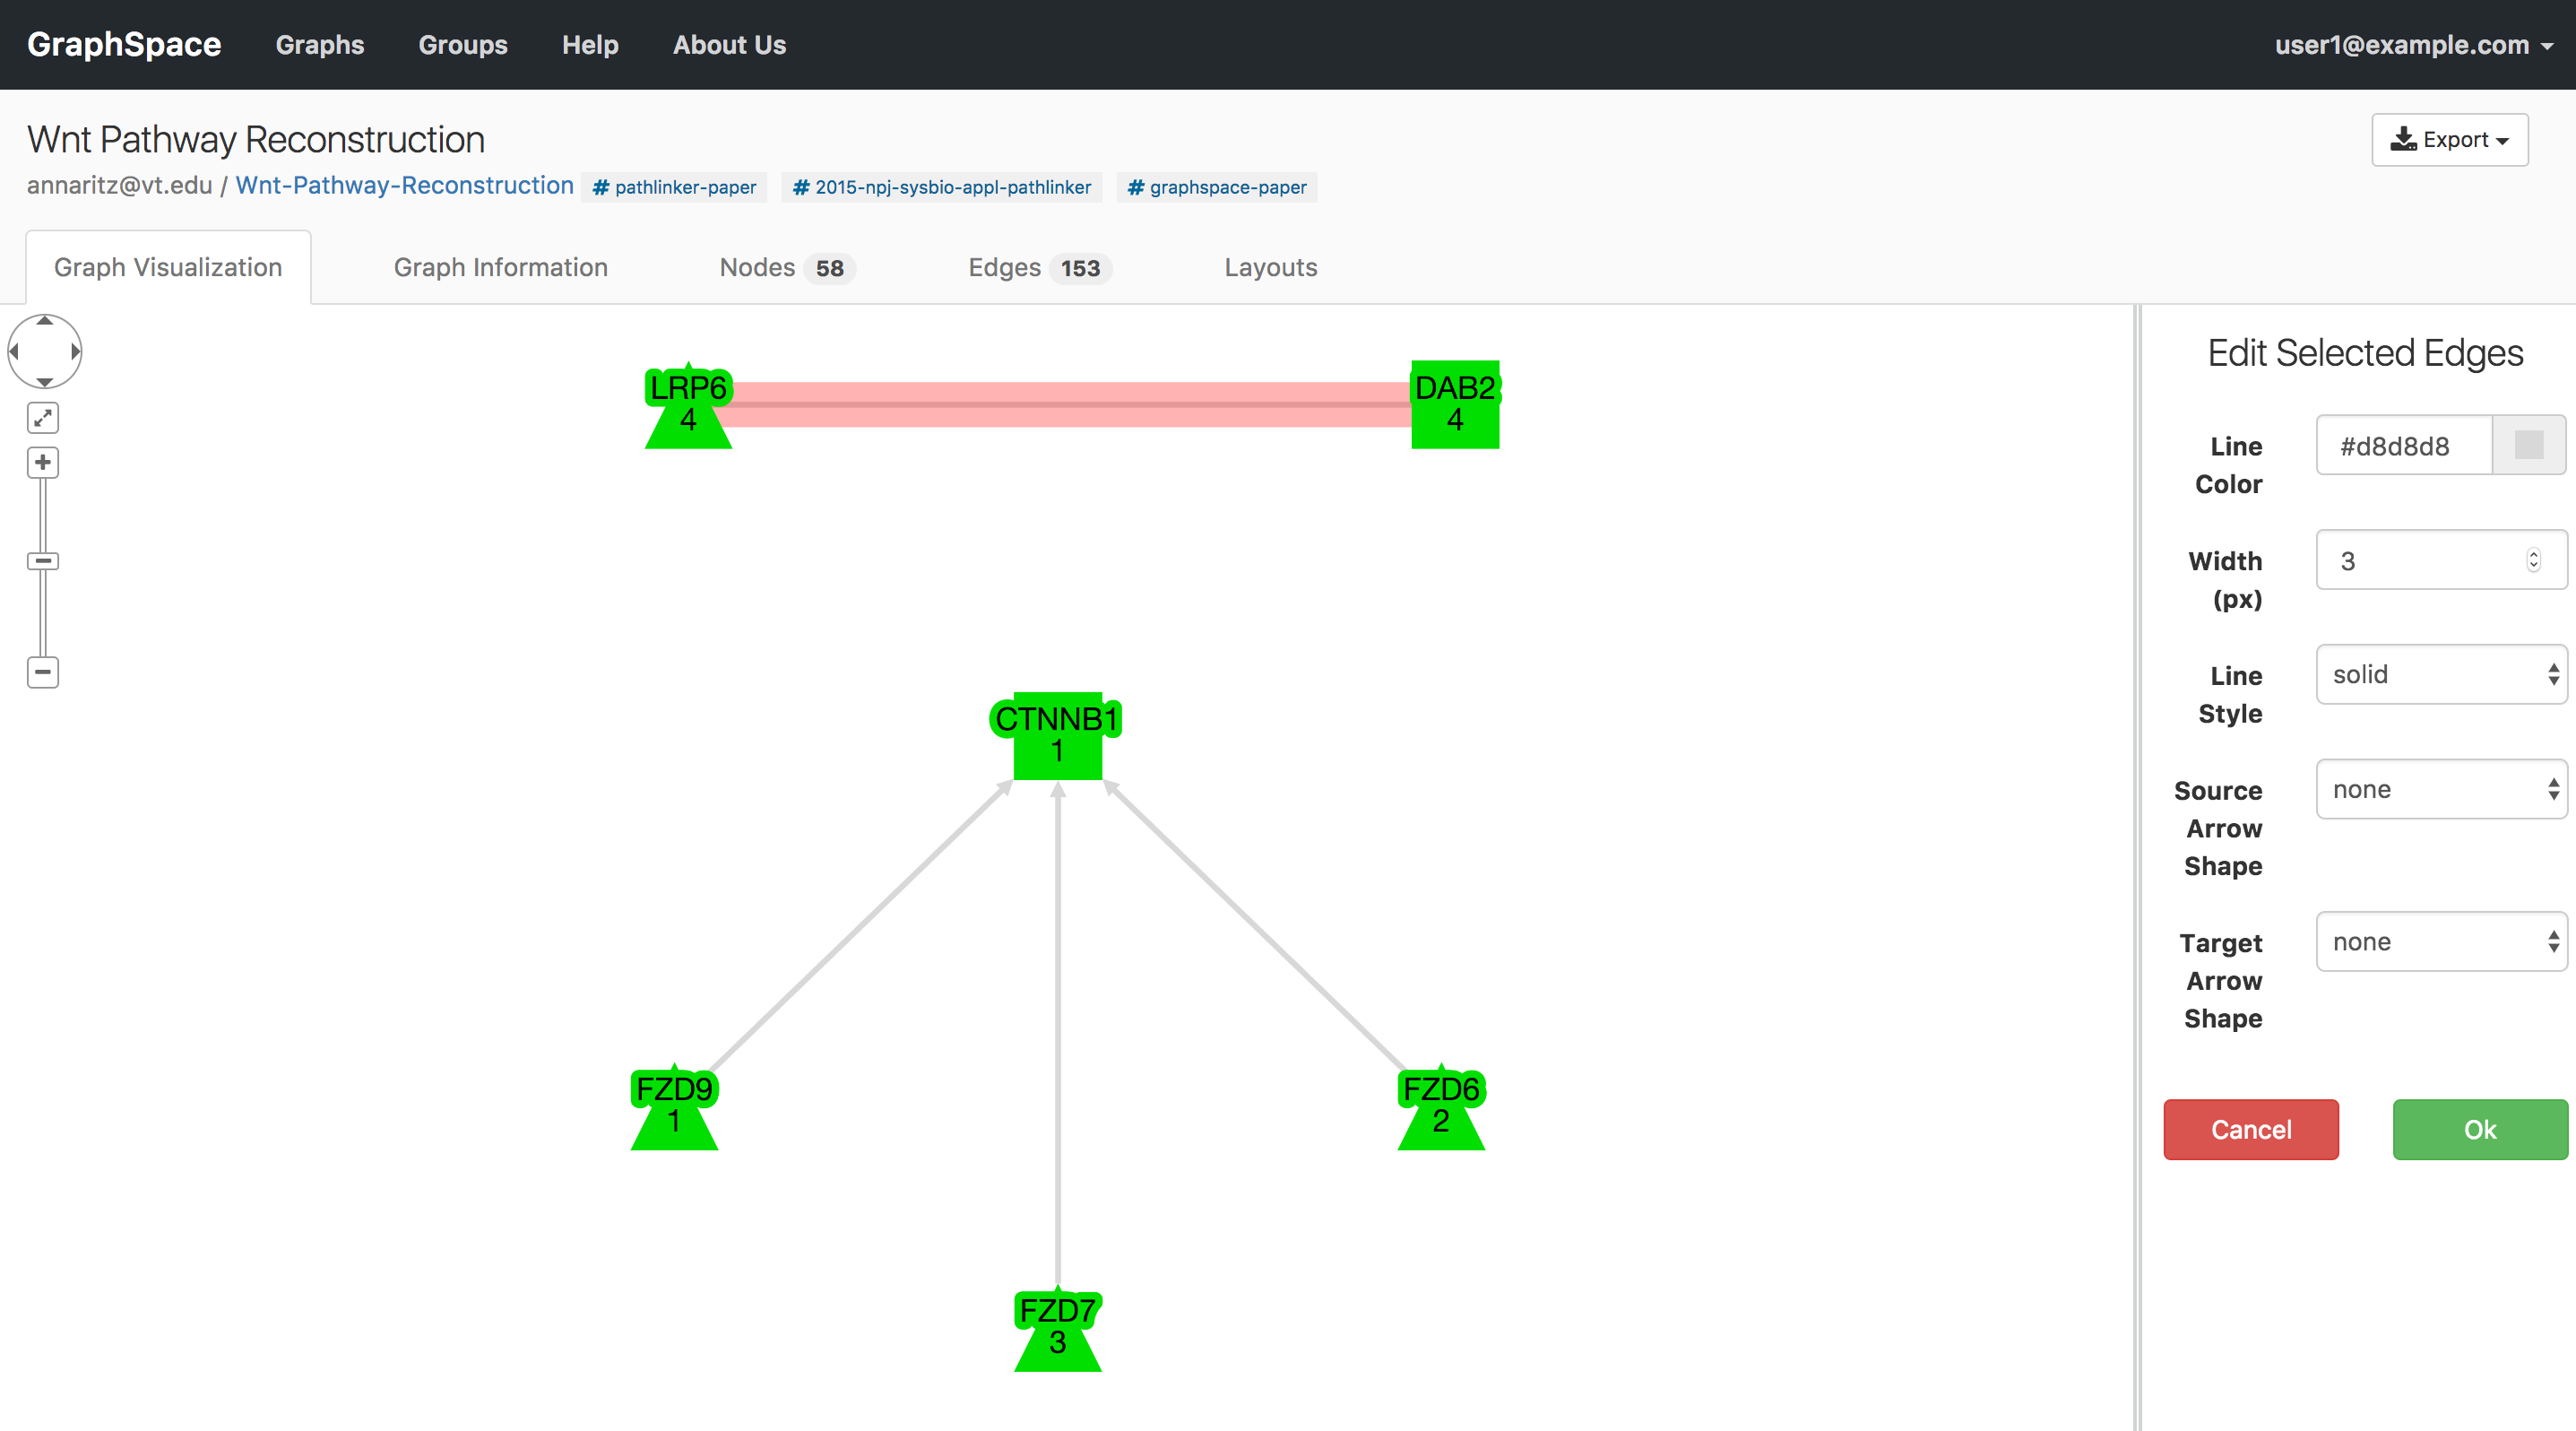 GraphSpace Graphs Groups Help About Us user1@example.com
Wnt Pathway Reconstruction
Export
annaritz@vt.edu / Wnt-Pathway-Reconstruction # pathlinker-paper # 2015-npj-sysbio-appl-pathlinker # graphspace-paper
Graph Visualization Graph Information Nodes 58 Edges 153 Layouts
LRP6
4
DAB2
4
CTNNB1
1
FZD9
1
FZD6
2
FZD7
3
Edit Selected Edges
Line
Color
#d8d8d8
Width
(px)
3
Line
Style
solid
Source
Arrow
Shape
none
Target
Arrow
Shape
none
Cancel Ok